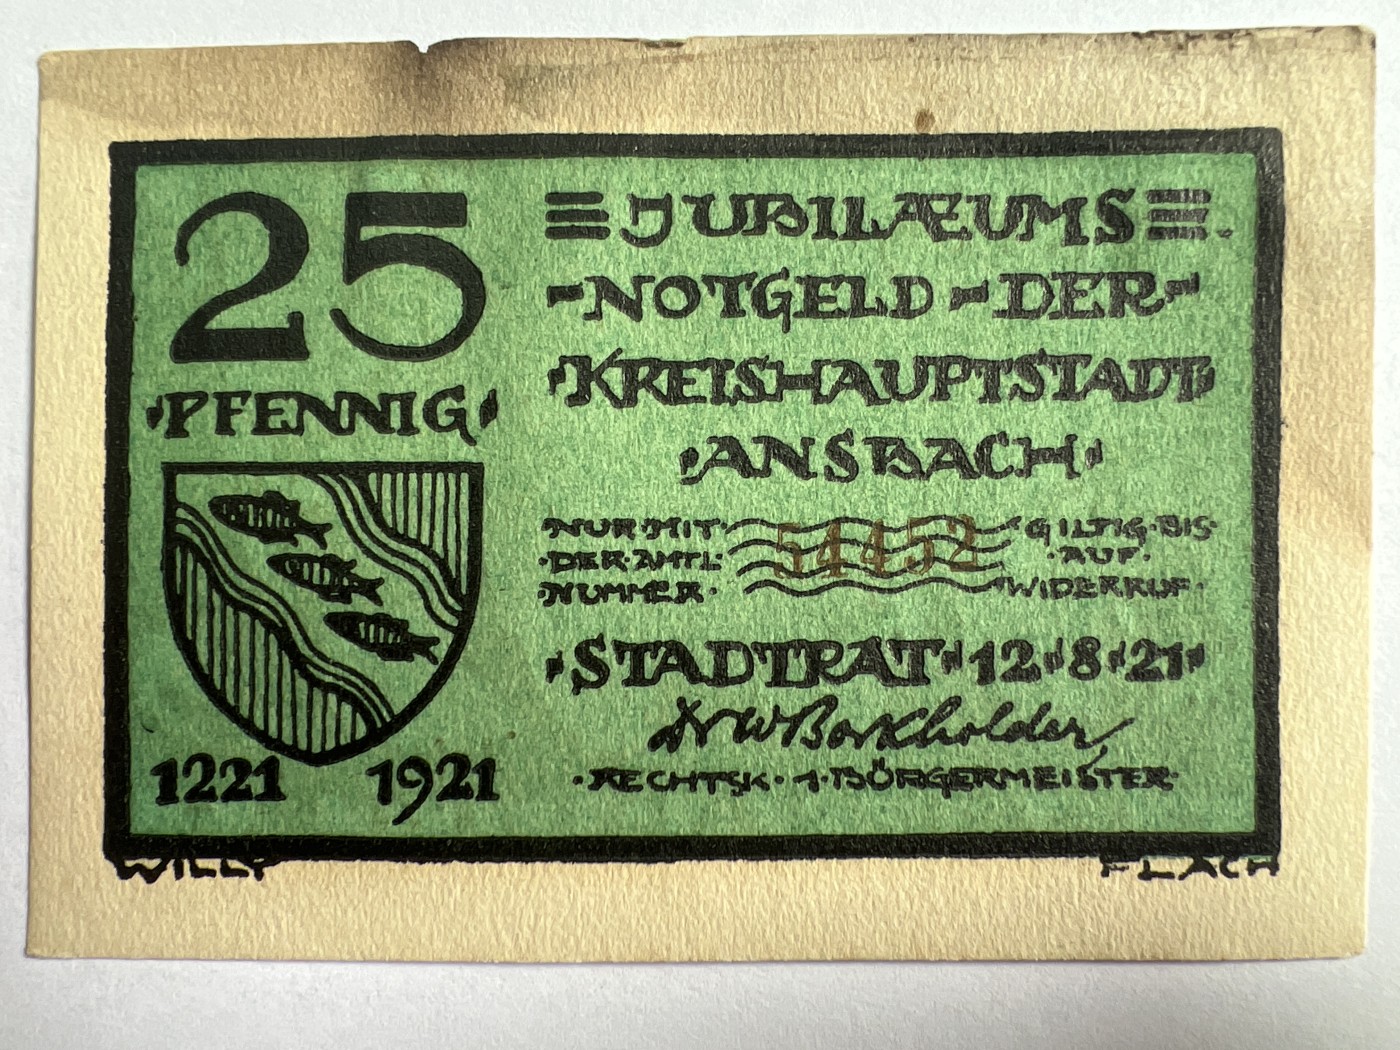 25
PFENNIG
1221 1921
JUBILÆUMS
NOTGELD - DER
KREISHAUPTSTADT
ANSBACH
NUR·MIT
·DER·AMTL·
·NUMMER·
54452
GILTIG·BIS
·AUF·
WIDERRUF·
·STADTRAT·12·8·21·
Dr W Borkholder
·RECHTSK·1·BÜRGERMEISTER·
WILLY FLACH